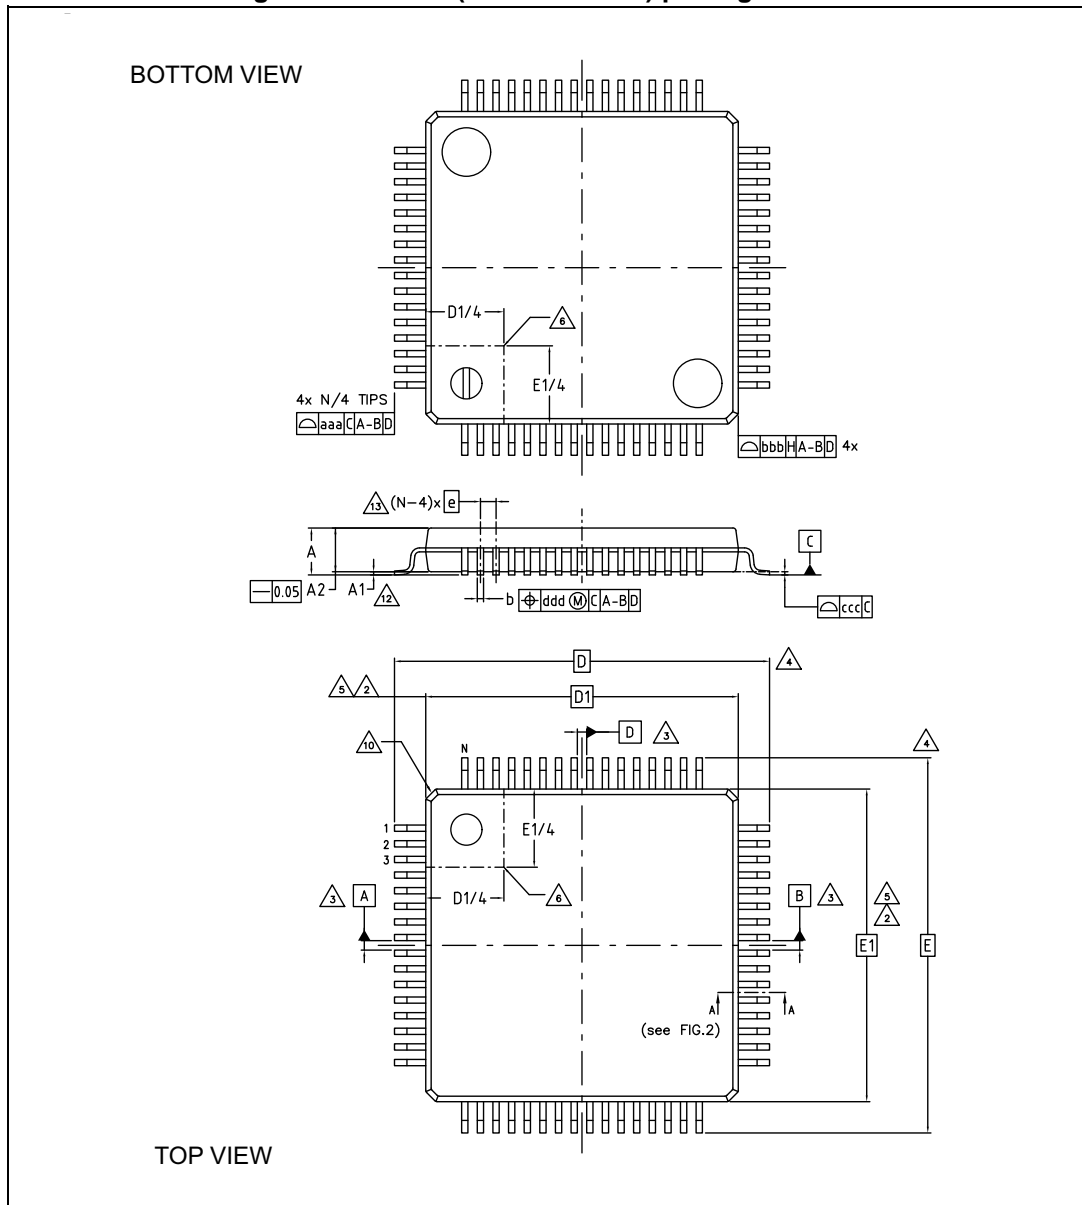 BOTTOM VIEW
D1/4
6
E1/4
4x N/4 TIPS
aaa C A-B D
bbb H A-B D 4x
13 (N-4)x e
A
C
0.05 A2 A1 12
b ddd M C A-B D
ccc C
D
4
5 2
D1
D 3
10
N
4
1
2
3
E1/4
D1/4
6
3 A
B 3
5
2
E1
E
A A
(see FIG.2)
TOP VIEW